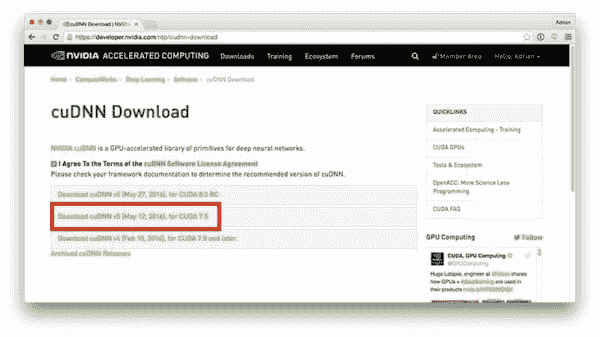 cuDNN Download | NVIDIA
Adrian
https://developer.nvidia.com/rdp/cudnn-download
NVIDIA ACCELERATED COMPUTING Downloads Training Ecosystem Forums Member Area Hello, Adrian
Home ComputeWorks Deep Learning Software cuDNN Download
cuDNN Download
NVIDIA cuDNN is a GPU-accelerated library of primitives for deep neural networks.
I Agree To the Terms of the cuDNN Software License Agreement
Please check your framework documentation to determine the recommended version of cuDNN.
Download cuDNN v5 (May 27, 2016), for CUDA 8.0 RC
Download cuDNN v5 (May 12, 2016), for CUDA 7.5
Download cuDNN v4 (Feb 10, 2016), for CUDA 7.0 and later.
Archived cuDNN Releases
QUICKLINKS
Accelerated Computing - Training
CUDA GPUs
Tools & Ecosystem
OpenACC: More Science Less
Programming
CUDA FAQ
GPU Computing Follow
CUDA, GPU Computing
@GPUComputing
Hugo Latapie, engineer at shares
how GPUs + are used in
their products